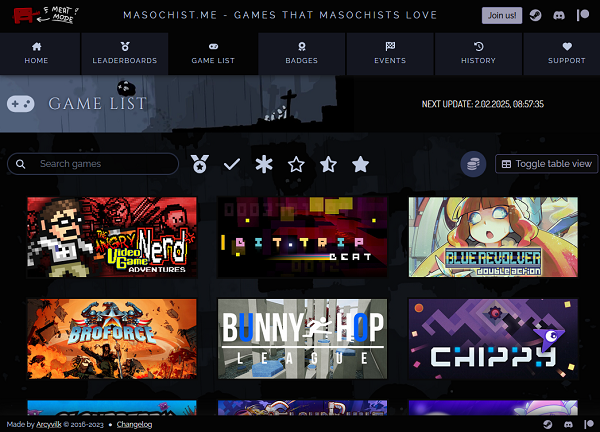 MEAT?
MODE
MASOCHIST.ME - GAMES THAT MASOCHISTS LOVE
Join us!
HOME
LEADERBOARDS
GAME LIST
BADGES
EVENTS
HISTORY
SUPPORT
GAME LIST
NEXT UPDATE: 2.02.2025, 08:57:35
Search games
Toggle table view
The
ANGRY
Video
Game
Nerd
ADVENTURES
BIT.TRIP
BEAT
BLUE REVOLVER
double action
BROFORCE
BUNNY HOP
LEAGUE
CHIPPY
Made by Arcyvilk © 2016-2023 • Changelog